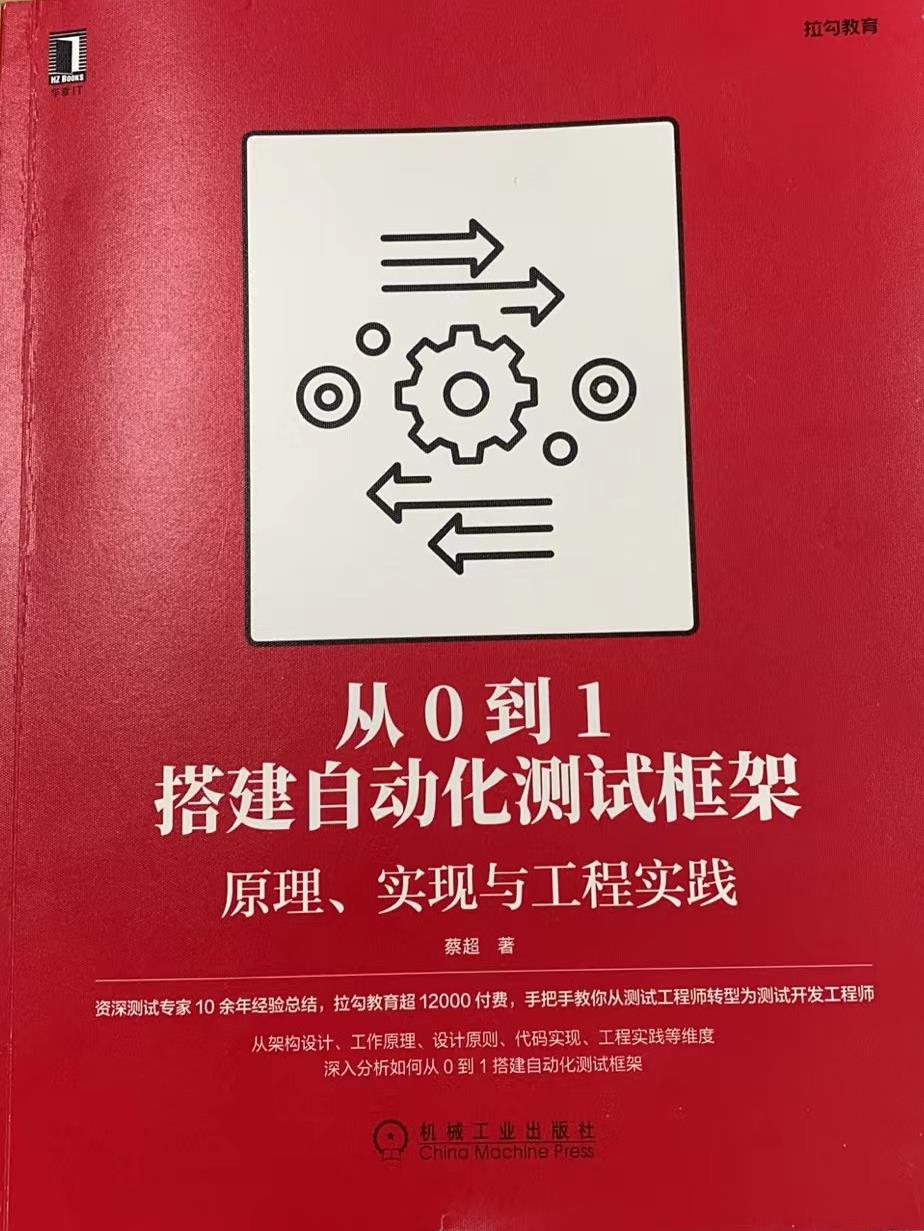 拉勾教育
HZ BOOKS
华章IT
从 0 到 1
搭建自动化测试框架
原理、实现与工程实践
蔡超 著
资深测试专家 10 余年经验总结，拉勾教育超 12000 付费，手把手教你从测试工程师转型为测试开发工程师
从架构设计、工作原理、设计原则、代码实现、工程实践等维度
深入分析如何从 0 到 1 搭建自动化测试框架
机械工业出版社
China Machine Press